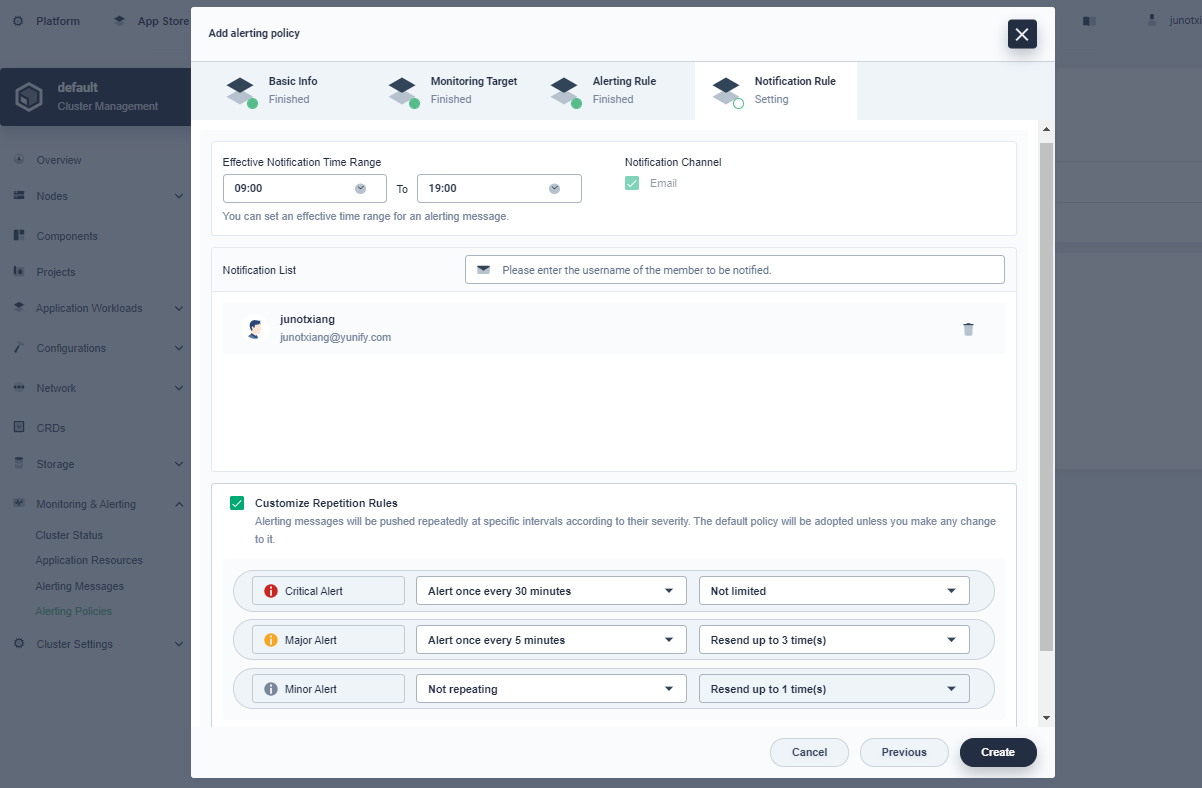 Platform
App Store
junotxi
default
Cluster Management
Overview
Nodes
Components
Projects
Application Workloads
Configurations
Network
CRDs
Storage
Monitoring & Alerting
Cluster Status
Application Resources
Alerting Messages
Alerting Policies
Cluster Settings
Add alerting policy
Basic Info
Finished
Monitoring Target
Finished
Alerting Rule
Finished
Notification Rule
Setting
Effective Notification Time Range
09:00
To
19:00
You can set an effective time range for an alerting message.
Notification Channel
Email
Notification List
Please enter the username of the member to be notified.
junotxiang
junotxiang@yunify.com
Customize Repetition Rules
Alerting messages will be pushed repeatedly at specific intervals according to their severity. The default policy will be adopted unless you make any change
to it.
Critical Alert
Alert once every 30 minutes
Not limited
Major Alert
Alert once every 5 minutes
Resend up to 3 time(s)
Minor Alert
Not repeating
Resend up to 1 time(s)
Cancel
Previous
Create